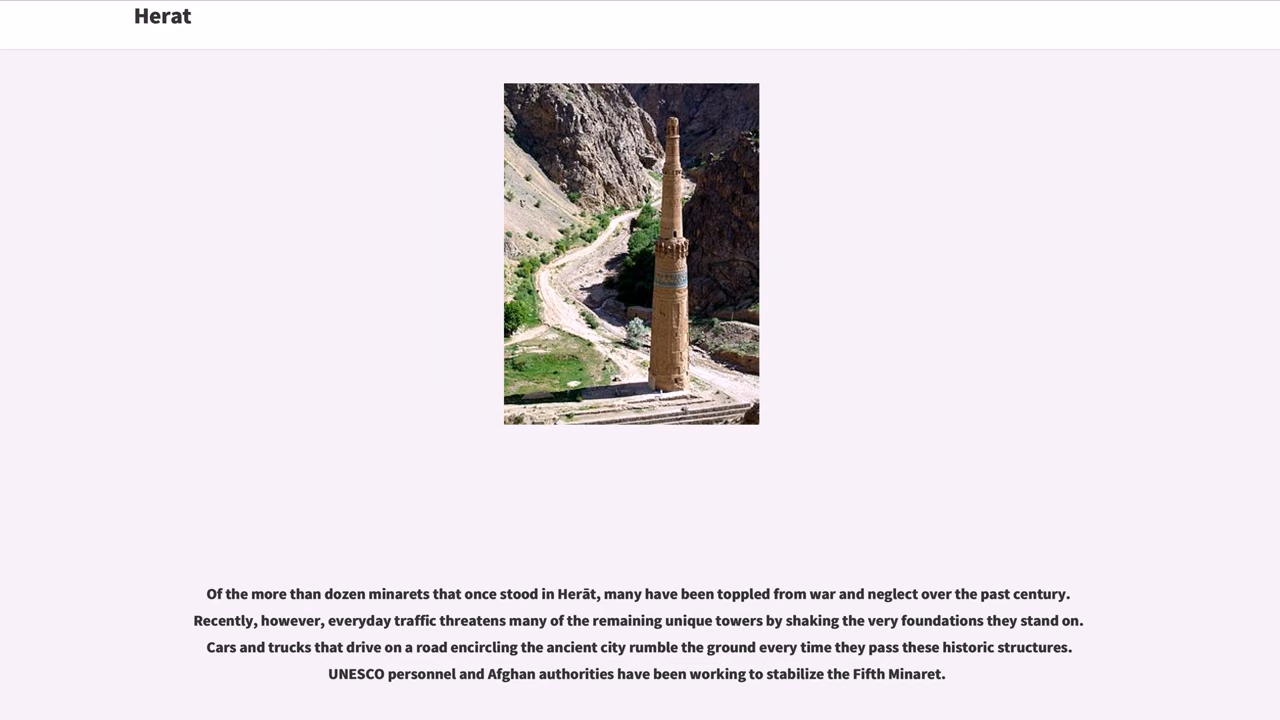 Herat
Of the more than dozen minarets that once stood in Herāt, many have been toppled from war and neglect over the past century.
Recently, however, everyday traffic threatens many of the remaining unique towers by shaking the very foundations they stand on.
Cars and trucks that drive on a road encircling the ancient city rumble the ground every time they pass these historic structures.
UNESCO personnel and Afghan authorities have been working to stabilize the Fifth Minaret.